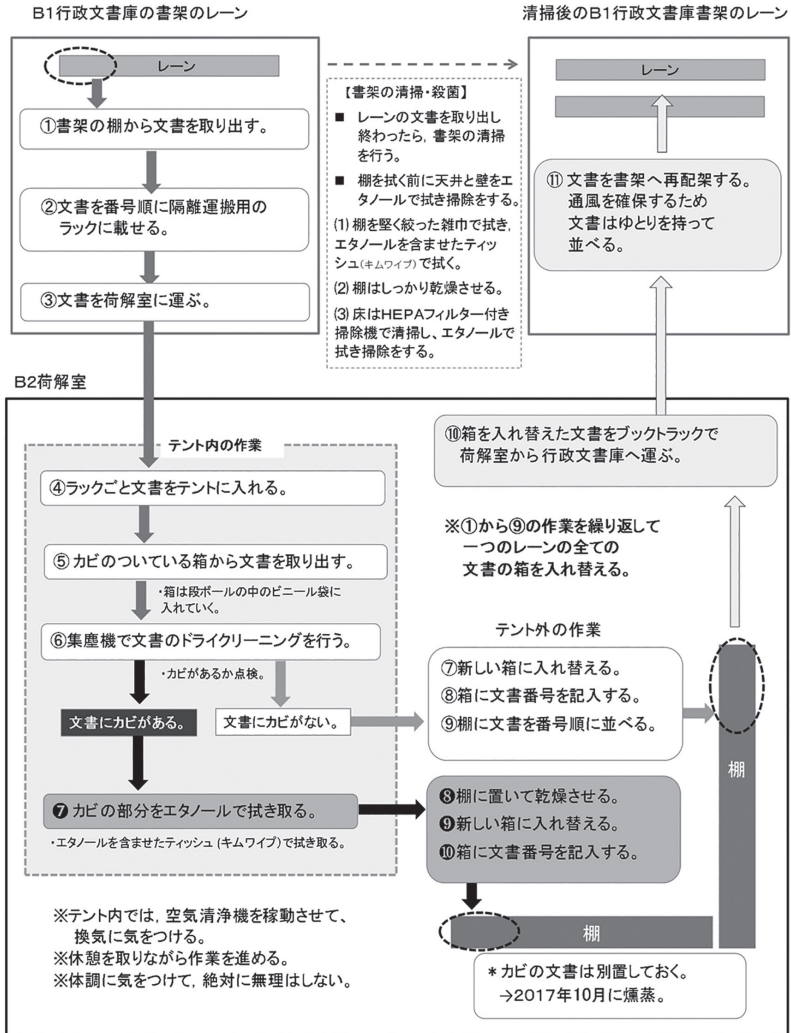 B1行政文書庫の書架のレーン
レーン
①書架の棚から文書を取り出す。
②文書を番号順に隔離運搬用の
ラックに載せる。
③文書を荷解室に運ぶ。
【書架の清掃・殺菌】
■ レーンの文書を取り出し
終わったら，書架の清掃
を行う。
■ 棚を拭く前に天井と壁をエ
タノールで拭き掃除をする。
(1) 棚を堅く絞った雑巾で拭き，
エタノールを含ませたティッ
シュ(キムワイプ)で拭く。
(2) 棚はしっかり乾燥させる。
(3) 床はHEPAフィルター付き
掃除機で清掃し、エタノールで
拭き掃除をする。
清掃後のB1行政文書庫書架のレーン
レーン
⑪ 文書を書架へ再配架する。
通風を確保するため
文書はゆとりを持って
並べる。
B2荷解室
テント内の作業
④ラックごと文書をテントに入れる。
⑤カビのついている箱から文書を取り出す。
・箱は段ボールの中のビニール袋に
入れていく。
⑥集塵機で文書のドライクリーニングを行う。
・カビがあるか点検。
文書にカビがある。
文書にカビがない。
❼カビの部分をエタノールで拭き取る。
・エタノールを含ませたティッシュ(キムワイプ)で拭き取る。
⑩箱を入れ替えた文書をブックトラックで
荷解室から行政文書庫へ運ぶ。
※①から⑨の作業を繰り返して
一つのレーンの全ての
文書の箱を入れ替える。
テント外の作業
⑦新しい箱に入れ替える。
⑧箱に文書番号を記入する。
⑨棚に文書を番号順に並べる。
棚
❽棚に置いて乾燥させる。
❾新しい箱に入れ替える。
❿箱に文書番号を記入する。
棚
＊カビの文書は別置しておく。
→2017年10月に燻蒸。
※テント内では，空気清浄機を稼動させて、
換気に気をつける。
※休憩を取りながら作業を進める。
※体調に気をつけて，絶対に無理はしない。